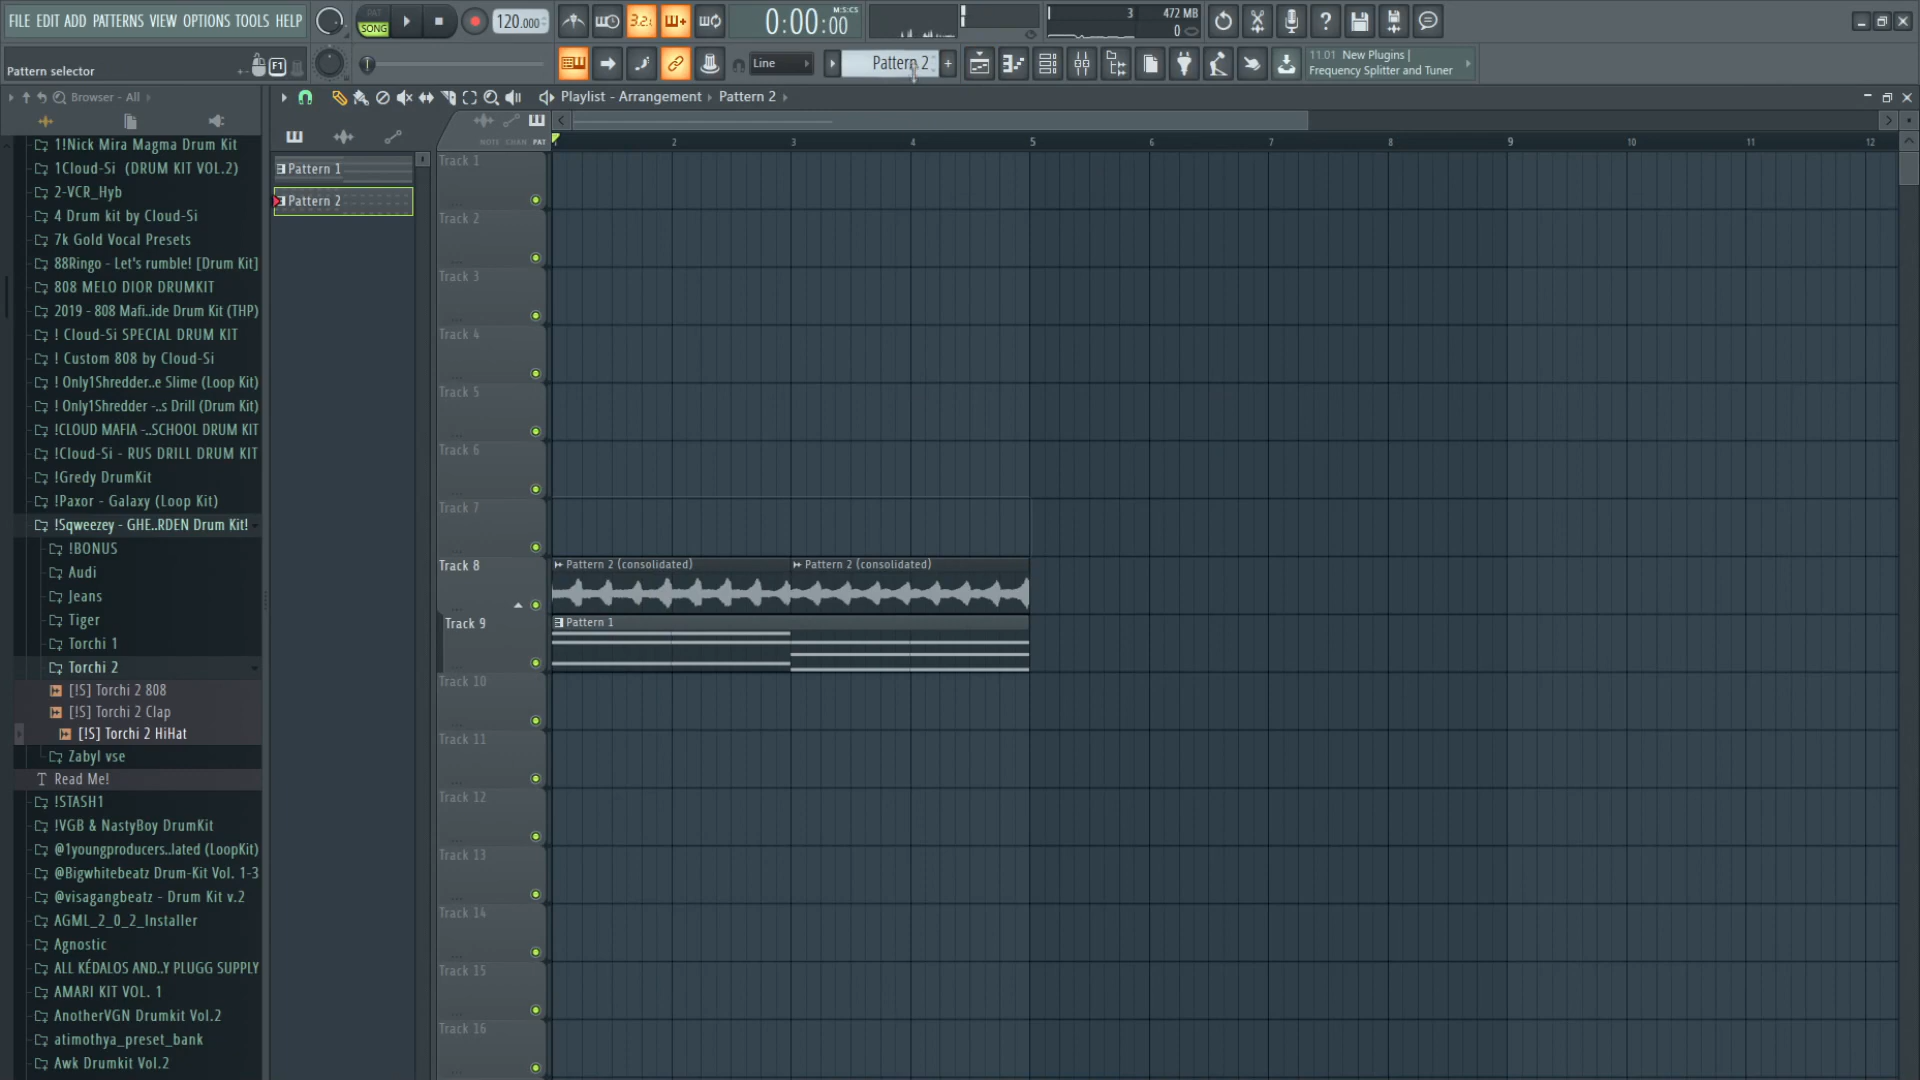 FILE EDIT ADD PATTERNS VIEW OPTIONS TOOLS HELP
PAT
SONG
120.000
3.2.
0:00:00
M:S:CS
3
472 MB
0
Pattern selector
F1
Line
Pattern 2
+
11.01 New Plugins |
Frequency Splitter and Tuner
Browser - All
Playlist - Arrangement › Pattern 2 ›
NOTE CHAN PAT
1 2 3 4 5 6 7 8 9 10 11 12
Pattern 1
Pattern 2
1!Nick Mira Magma Drum Kit
1Cloud-Si (DRUM KIT VOL.2)
2-VCR_Hyb
4 Drum kit by Cloud-Si
7k Gold Vocal Presets
88Ringo - Let's rumble! [Drum Kit]
808 MELO DIOR DRUMKIT
2019 - 808 Mafi..ide Drum Kit (THP)
! Cloud-Si SPECIAL DRUM KIT
! Custom 808 by Cloud-Si
! Only1Shredder..e Slime (Loop Kit)
! Only1Shredder -..s Drill (Drum Kit)
!CLOUD MAFIA -..SCHOOL DRUM KIT
!Cloud-Si - RUS DRILL DRUM KIT
!Gredy DrumKit
!Paxor - Galaxy (Loop Kit)
!Sqweezey - GHE..RDEN Drum Kit!
!BONUS
Audi
Jeans
Tiger
Torchi 1
Torchi 2
[!S] Torchi 2 808
[!S] Torchi 2 Clap
[!S] Torchi 2 HiHat
Zabyl vse
Read Me!
!STASH1
!VGB & NastyBoy DrumKit
@1youngproducers..lated (LoopKit)
@Bigwhitebeatz Drum-Kit Vol. 1-3
@visagangbeatz - Drum Kit v.2
AGML_2_0_2_Installer
Agnostic
ALL KÉDALOS AND..Y PLUGG SUPPLY
AMARI KIT VOL. 1
AnotherVGN Drumkit Vol.2
atimothya_preset_bank
Awk Drumkit Vol.2
Track 1
Track 2
Track 3
Track 4
Track 5
Track 6
Track 7
Track 8
Pattern 2 (consolidated)
Pattern 2 (consolidated)
Track 9
Pattern 1
Track 10
Track 11
Track 12
Track 13
Track 14
Track 15
Track 16